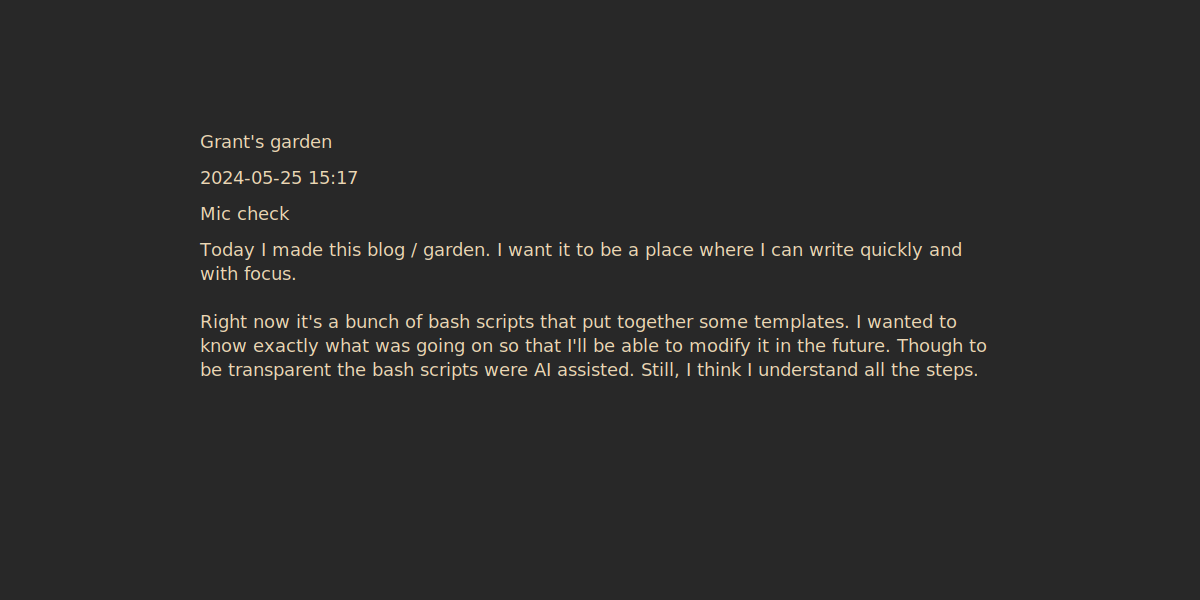 Grant's garden
2024-05-25 15:17
Mic check
Today I made this blog / garden. I want it to be a place where I can write quickly and
with focus.
Right now it's a bunch of bash scripts that put together some templates. I wanted to
know exactly what was going on so that I'll be able to modify it in the future. Though to
be transparent the bash scripts were AI assisted. Still, I think I understand all the steps.